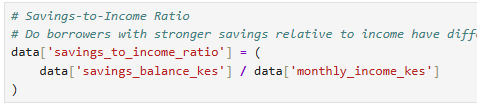 # Savings-to-Income Ratio
# Do borrowers with stronger savings relative to income have
data['savings_to_income_ratio'] = (
    data['savings_balance_kes'] / data['monthly_income_kes']
)